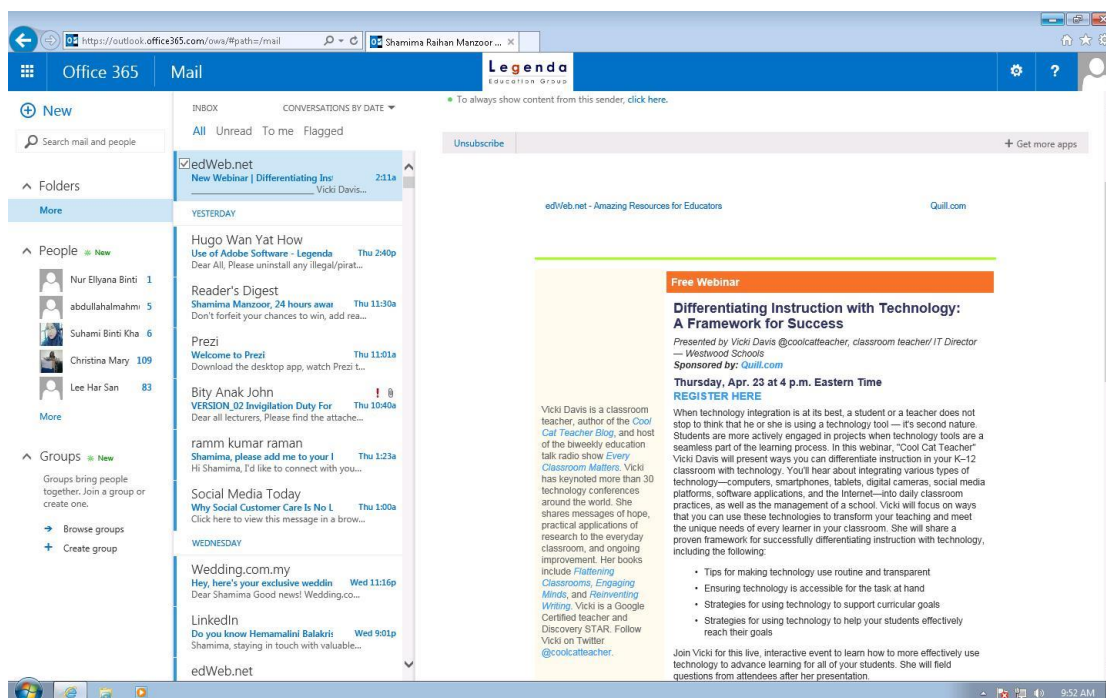 https://outlook.office365.com/owa/#path=/mail
Shamima Raihan Manzoor ...
Office 365
Mail
Legenda
Education Group
?
New
Search mail and people
Folders
More
People New
Nur Ellyana Binti 1
abdullahalmahm 5
Suhami Binti Kha 6
Christina Mary 109
Lee Har San 83
More
Groups New
Groups bring people
together. Join a group or
create one.
Browse groups
Create group
INBOX CONVERSATIONS BY DATE
All Unread To me Flagged
edWeb.net
New Webinar | Differentiating Ins 2:11a
Vicki Davis...
YESTERDAY
Hugo Wan Yat How
Use of Adobe Software - Legenda Thu 2:40p
Dear All, Please uninstall any illegal/pirat...
Reader's Digest
Shamima Manzoor, 24 hours awa Thu 11:30a
Don't forfeit your chances to win, add rea...
Prezi
Welcome to Prezi Thu 11:01a
Download the desktop app, watch Prezi t...
Bity Anak John
VERSION_02 Invigilation Duty For Thu 10:40a
Dear all lecturers, Please find the attache...
ramm kumar raman
Shamima, please add me to your l Thu 1:23a
Hi Shamima, I'd like to connect with you...
Social Media Today
Why Social Customer Care Is No L Thu 1:00a
Click here to view this message in a brow...
WEDNESDAY
Wedding.com.my
Hey, here's your exclusive weddin Wed 11:16p
Dear Shamima Good news! Wedding.co...
LinkedIn
Do you know Hemamalini Balakris Wed 9:01p
Shamima, staying in touch with valuable...
edWeb.net
To always show content from this sender, click here.
Unsubscribe
+ Get more apps
edWeb.net - Amazing Resources for Educators
Quill.com
Vicki Davis is a classroom
teacher, author of the Cool
Cat Teacher Blog, and host
of the biweekly education
talk radio show Every
Classroom Matters. Vicki
has keynoted more than 30
technology conferences
around the world. She
shares messages of hope,
practical applications of
research to the everyday
classroom, and ongoing
improvement. Her books
include Flattening
Classrooms, Engaging
Minds, and Reinventing
Writing. Vicki is a Google
Certified teacher and
Discovery STAR. Follow
Vicki on Twitter
@coolcatteacher.
Free Webinar
Differentiating Instruction with Technology:
A Framework for Success
Presented by Vicki Davis @coolcatteacher, classroom teacher/ IT Director
— Westwood Schools
Sponsored by: Quill.com
Thursday, Apr. 23 at 4 p.m. Eastern Time
REGISTER HERE
When technology integration is at its best, a student or a teacher does not
stop to think that he or she is using a technology tool — it's second nature.
Students are more actively engaged in projects when technology tools are a
seamless part of the learning process. In this webinar, "Cool Cat Teacher"
Vicki Davis will present ways you can differentiate instruction in your K–12
classroom with technology. You'll hear about integrating various types of
technology—computers, smartphones, tablets, digital cameras, social media
platforms, software applications, and the Internet—into daily classroom
practices, as well as the management of a school. Vicki will focus on ways
that you can use these technologies to transform your teaching and meet
the unique needs of every learner in your classroom. She will share a
proven framework for successfully differentiating instruction with technology,
including the following:
• Tips for making technology use routine and transparent
• Ensuring technology is accessible for the task at hand
• Strategies for using technology to support curricular goals
• Strategies for using technology to help your students effectively
reach their goals
Join Vicki for this live, interactive event to learn how to more effectively use
technology to advance learning for all of your students. She will field
questions from attendees after her presentation.
9:52 AM